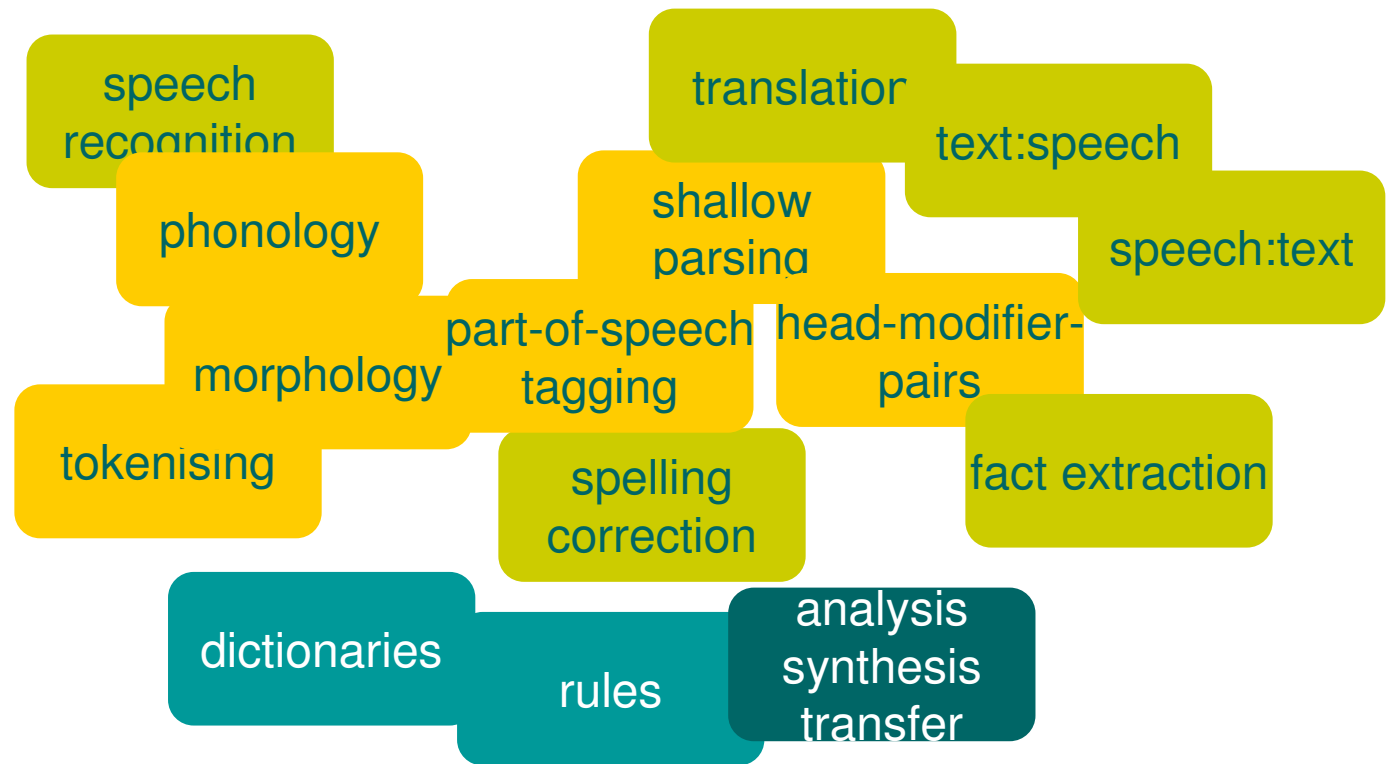 speech
recognition
translation
text:speech
phonology
shallow
parsing
speech:text
morphology
part-of-speech
tagging
head-modifier-
pairs
tokenising
spelling
correction
fact extraction
dictionaries
rules
analysis
synthesis
transfer